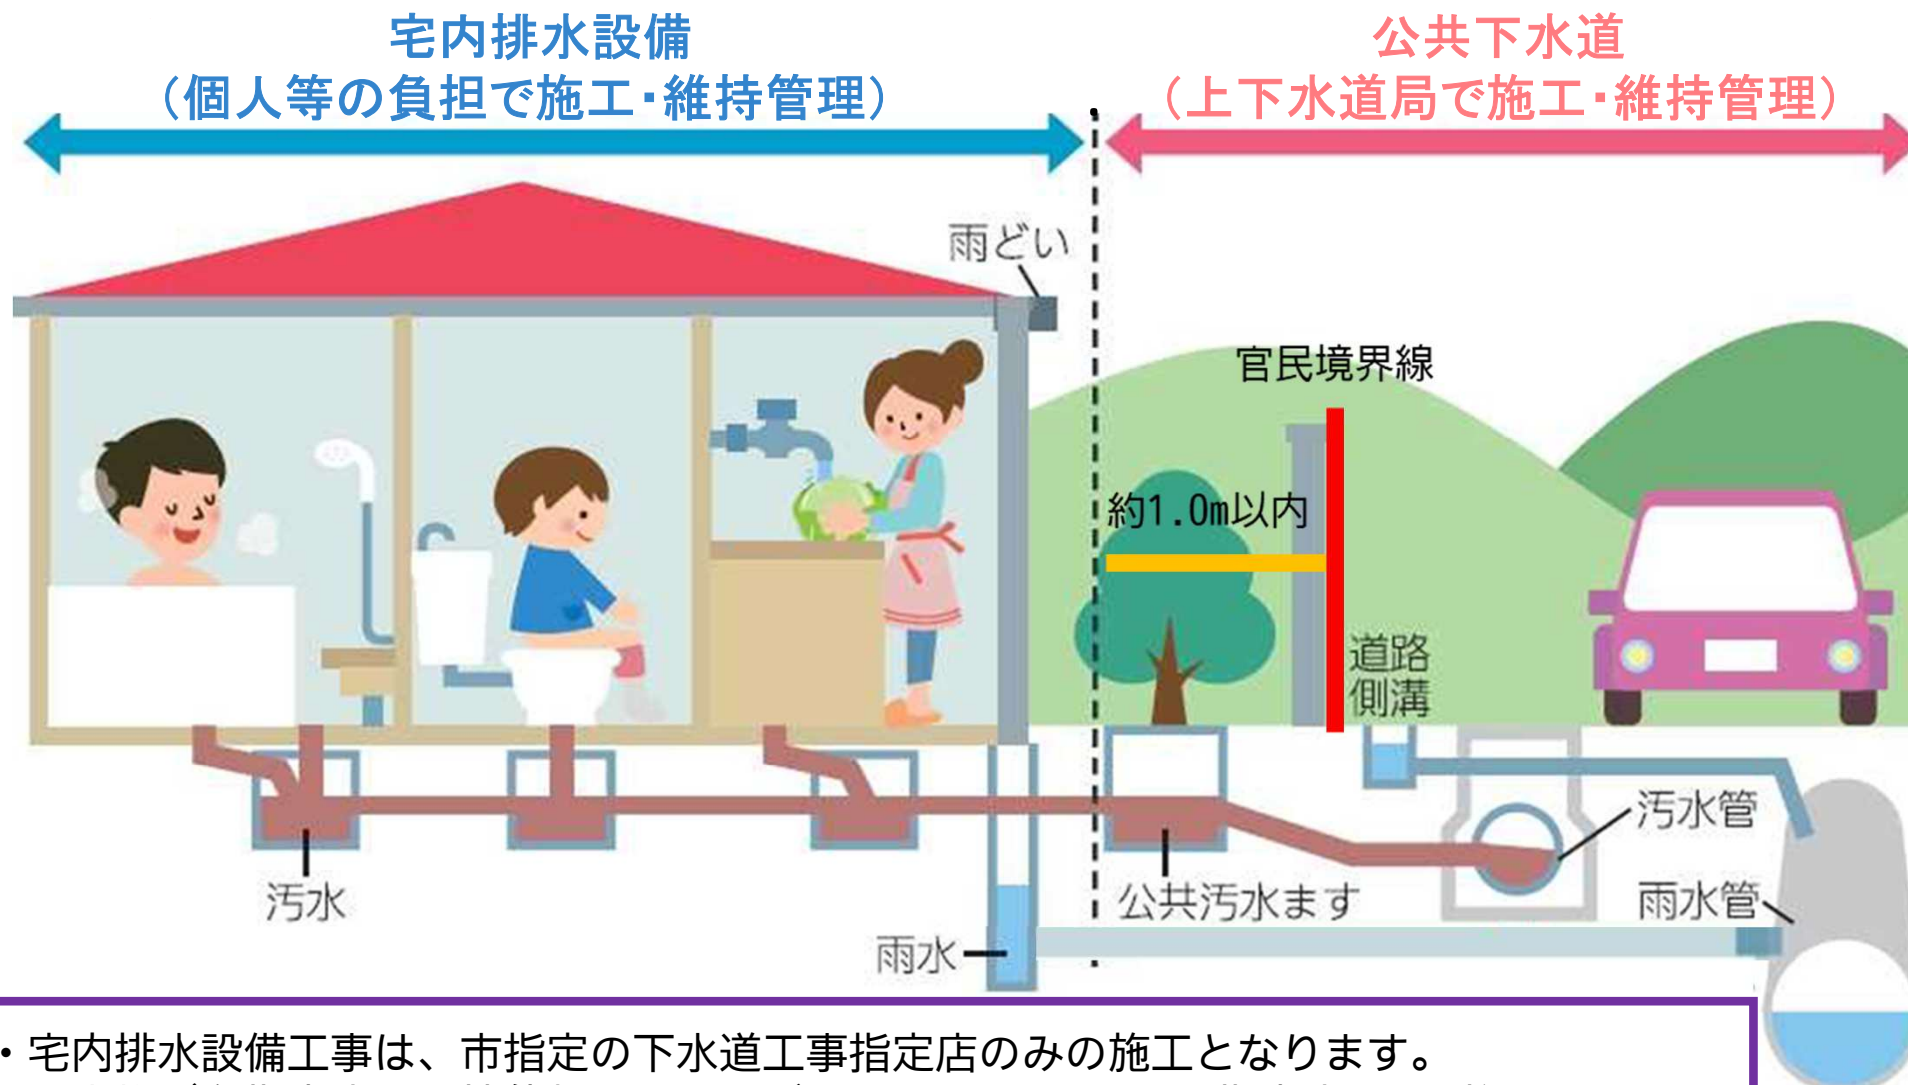 宅内排水設備
（個人等の負担で施工・維持管理）
公共下水道
（上下水道局で施工・維持管理）
雨どい
官民境界線
約1.0m以内
道路
側溝
汚水管
汚水
公共汚水ます
雨水管
雨水
・宅内排水設備工事は、市指定の下水道工事指定店のみの施工となります。